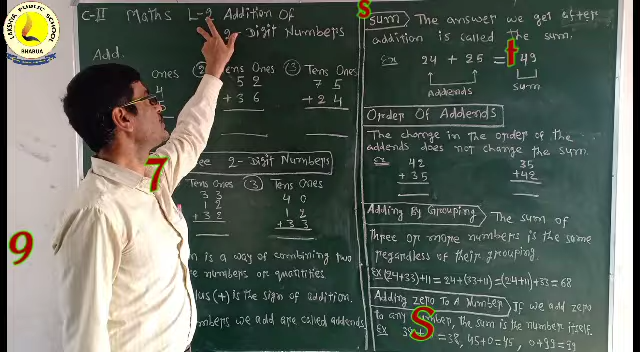 LAKSHYA PUBLIC SCHOOL
BHARUA
C-II Maths L-2 Addition Of
2- Digit Numbers
Add.
Ones
4
② Tens Ones
5 2
+ 3 6
③ Tens Ones
7 5
+ 2 4
2-Digit Numbers
Tens Ones
3 3
1 2
+ 3 2
③ Tens Ones
4 0
1 2
+ 3 3
is a way of combining two
numbers or quantities.
(+) is the sign of addition.
numbers we add are called addends
sum The answer we get after
addition is called the sum.
Ex 24 + 25 = 49
Addends sum
Order Of Addends
The change in the order of the
addends does not change the sum.
Ex 42 35
+ 35 +42
Adding By Grouping The sum of
three or more numbers is the same
regardless of their grouping.
Ex (24+33)+11 = 24+(33+11) = (24+11)+33 = 68
Adding Zero To A Number If we add zero
to any number, the sum is the number itself.
Ex = 38, 45+0=45, 0+99=39
s
t
7
9
S